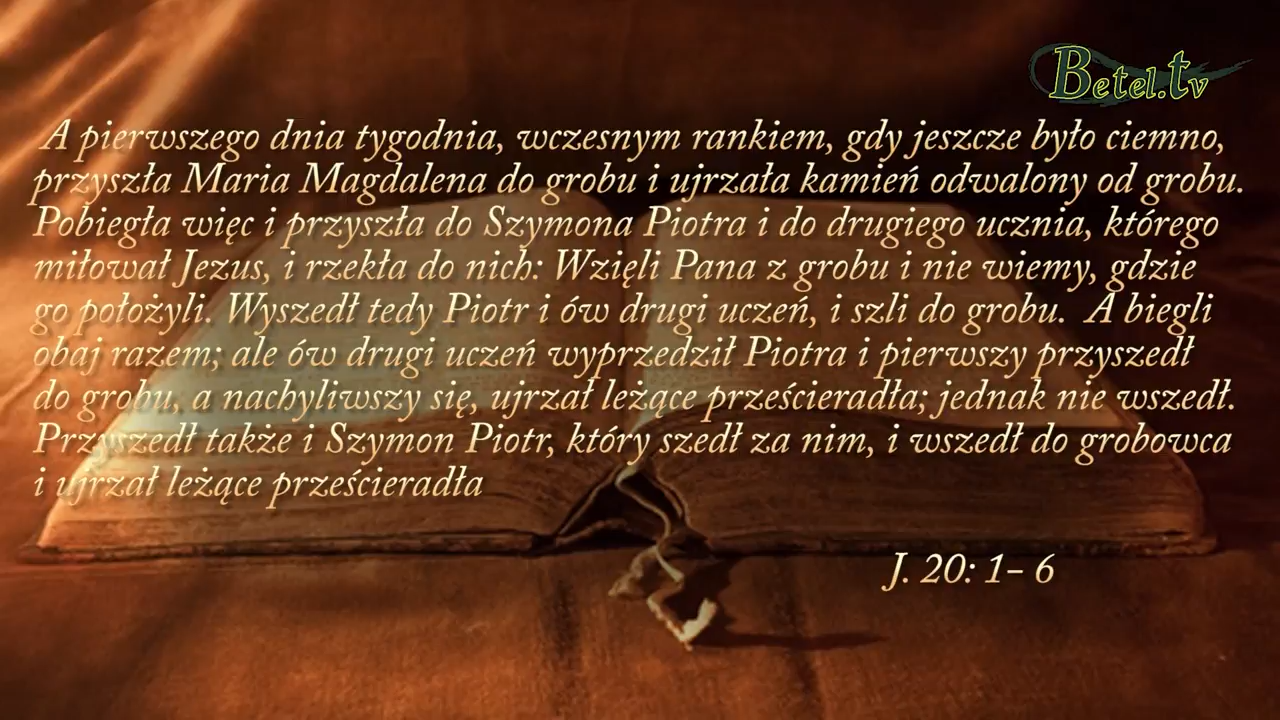 Betel.tv
A pierwszego dnia tygodnia, wczesnym rankiem, gdy jeszcze było ciemno,
przyszła Maria Magdalena do grobu i ujrzała kamień odwalony od grobu.
Pobiegła więc i przyszła do Szymona Piotra i do drugiego ucznia, którego
miłował Jezus, i rzekła do nich: Wzięli Pana z grobu i nie wiemy, gdzie
go położyli. Wyszedł tedy Piotr i ów drugi uczeń, i szli do grobu. A biegli
obaj razem; ale ów drugi uczeń wyprzedził Piotra i pierwszy przyszedł
do grobu, a nachyliwszy się, ujrzał leżące prześcieradła; jednak nie wszedł.
Przyszedł także i Szymon Piotr, który szedł za nim, i wszedł do grobowca
i ujrzał leżące prześcieradła
J. 20: 1– 6